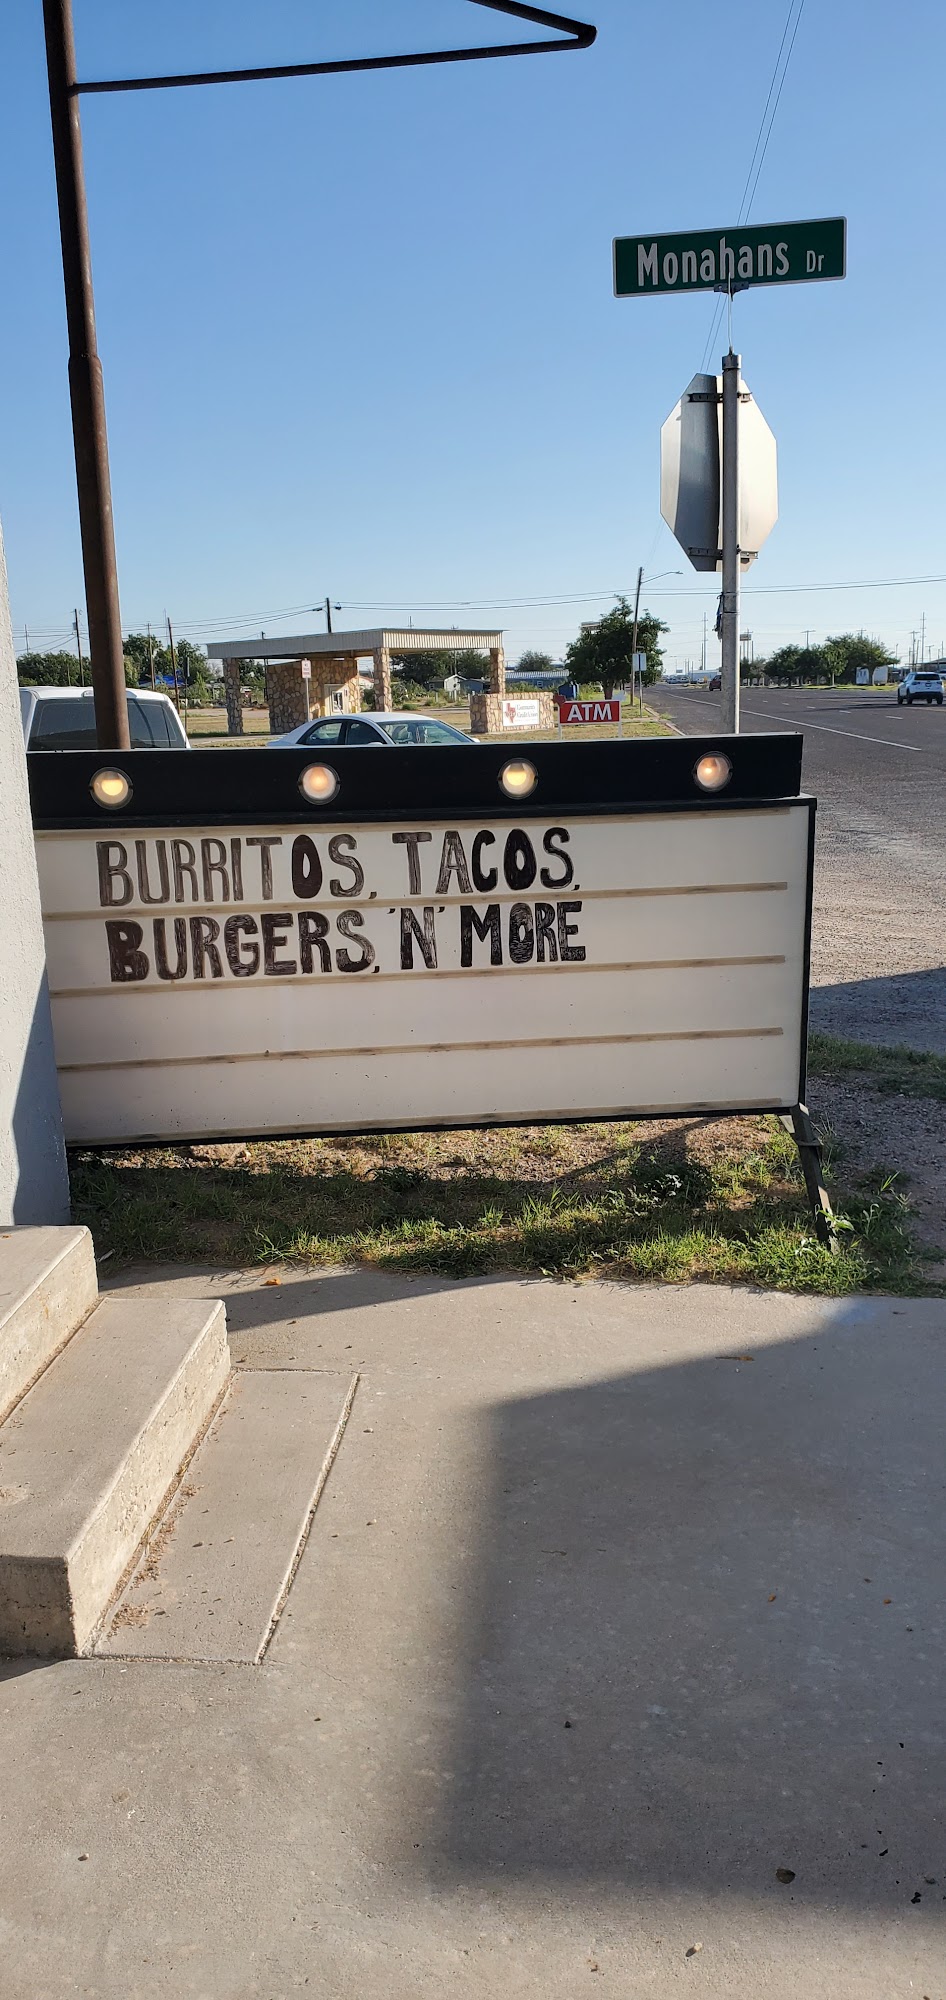 Monahans Dr
ATM
BURRITOS, TACOS,
BURGERS, 'N' MORE